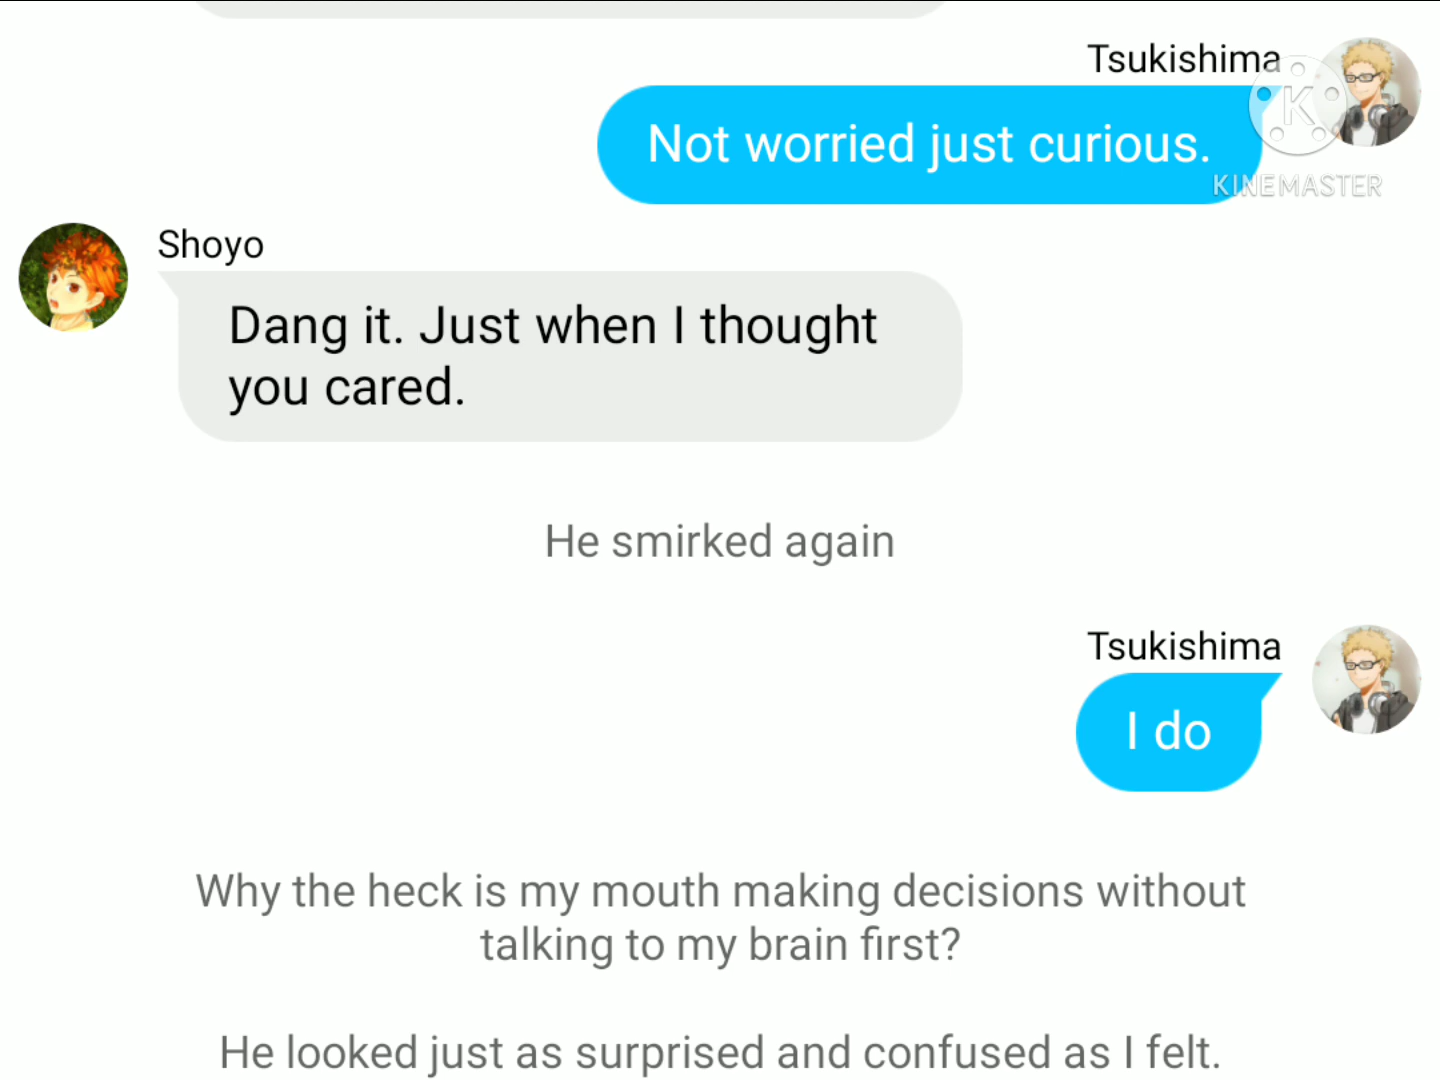 Tsukishima
Not worried just curious.
KINEMASTER
Shoyo
Dang it. Just when I thought
you cared.
He smirked again
Tsukishima
I do
Why the heck is my mouth making decisions without
talking to my brain first?
He looked just as surprised and confused as I felt.